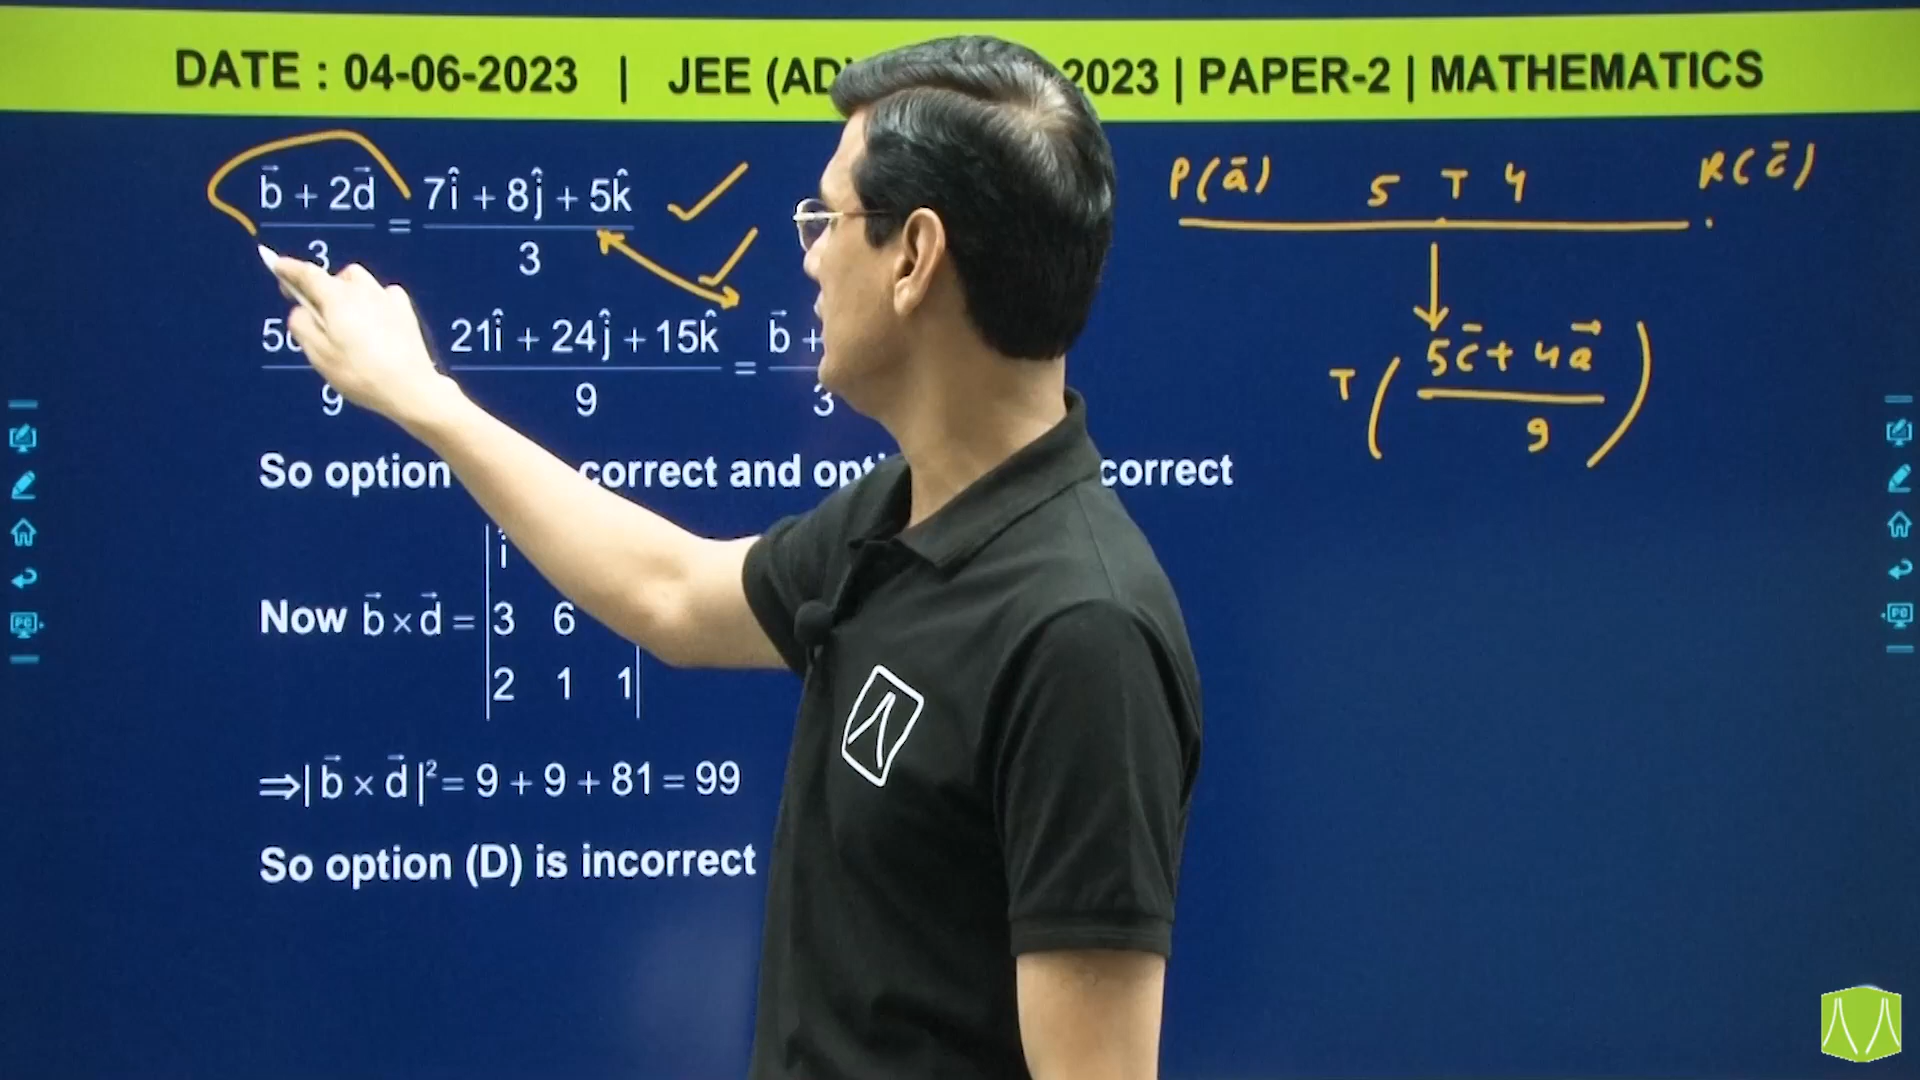 DATE : 04-06-2023 | JEE (AD 2023 | PAPER-2 | MATHEMATICS
b⃗ + 2d⃗ / 3 = 7î + 8ĵ + 5k̂ / 3
21î + 24ĵ + 15k̂ / 9 = b⃗ + / 3
9
So option correct and correct
Now b⃗ × d⃗ = | î
3 6
2 1 1 |
⇒| b⃗ × d⃗ |² = 9 + 9 + 81 = 99
So option (D) is incorrect
P(ā) 5 T 4 R(c̄)
T ( 5c̄ + 4a⃗ / 9 )
PC
PC